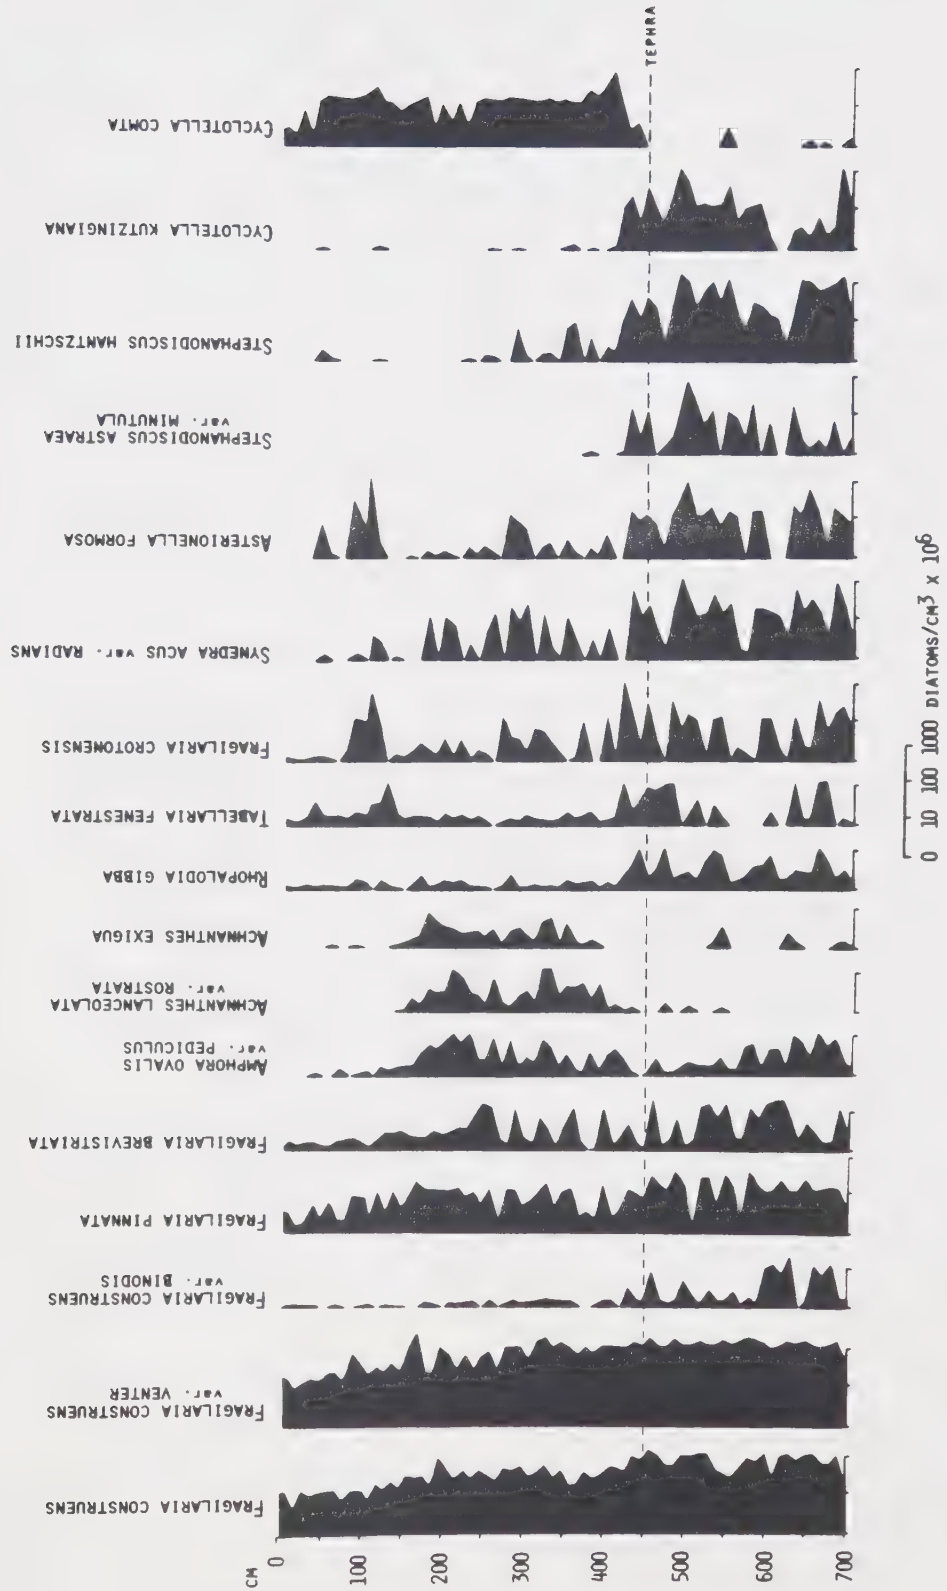 CYCLOTELLA COMTA
CYCLOTELLA KUTZINGIANA
STEPHANODISCUS HANTZSCHII
STEPHANODISCUS ASTRAEA
var. MINUTULA
ASTERIONELLA FORMOSA
SYNEDRA ACUS var. RADIANS
FRAGILARIA CROTONENSIS
TABELLARIA FENESTRATA
RHOPALODIA GIBBA
ACHNANTHES EXIGUA
ACHNANTHES LANCEOLATA
var. ROSTRATA
AMPHORA OVALIS
var. PEDICULUS
FRAGILARIA BREVISTRIATA
FRAGILARIA PINNATA
FRAGILARIA CONSTRUENS
var. BINODIS
FRAGILARIA CONSTRUENS
var. VENTER
FRAGILARIA CONSTRUENS
TEPHRA
CM
0
100
200
300
400
500
600
700
0 10 100 1000 DIATOMS/CM³ X 10⁶